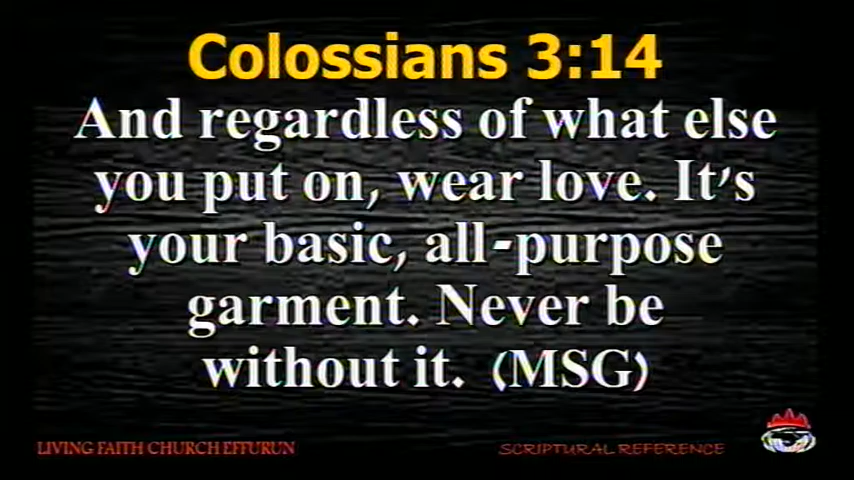 Colossians 3:14
And regardless of what else
you put on, wear love. It's
your basic, all-purpose
garment. Never be
without it. (MSG)
LIVING FAITH CHURCH EFFURUN
SCRIPTURAL REFERENCE